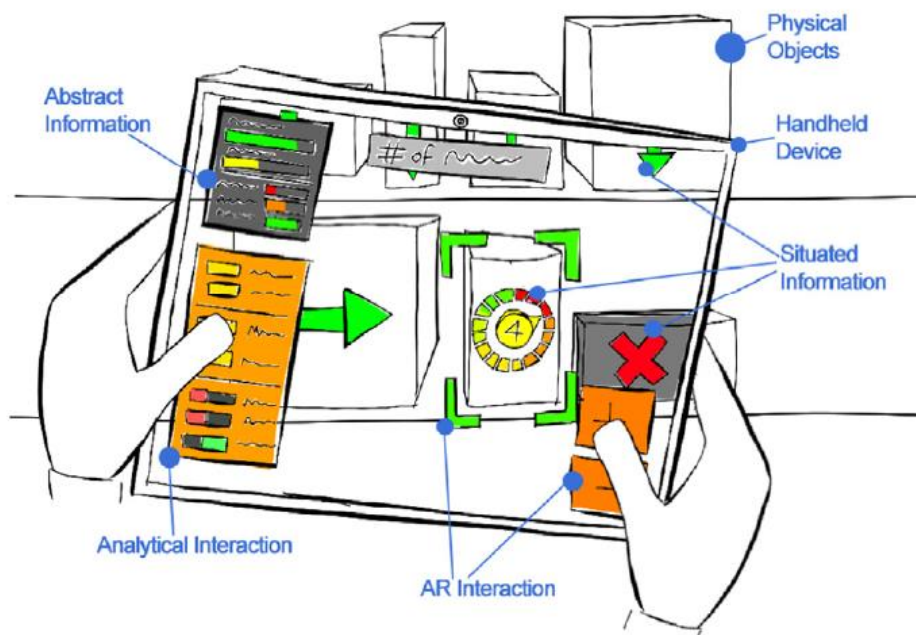 Physical
Objects
Abstract
Information
Handheld
Device
# of
4
Situated
Information
Analytical Interaction
AR Interaction